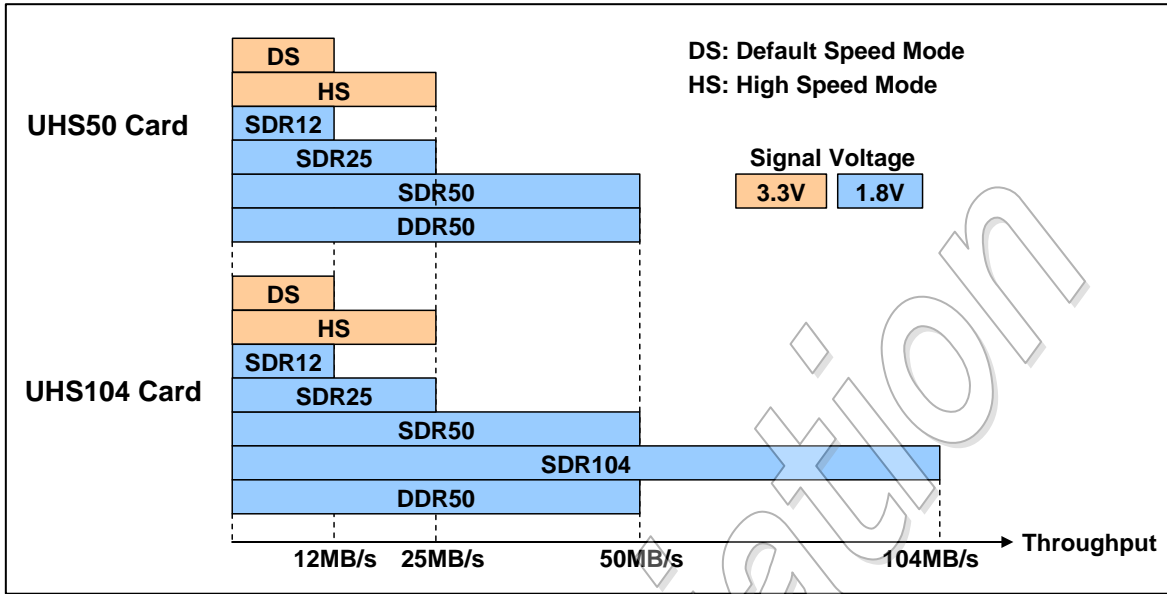 DS
HS
UHS50 Card
SDR12
SDR25
SDR50
DDR50
DS: Default Speed Mode
HS: High Speed Mode
Signal Voltage
3.3V 1.8V
DS
HS
UHS104 Card
SDR12
SDR25
SDR50
SDR104
DDR50
12MB/s 25MB/s 50MB/s 104MB/s
Throughput
iation